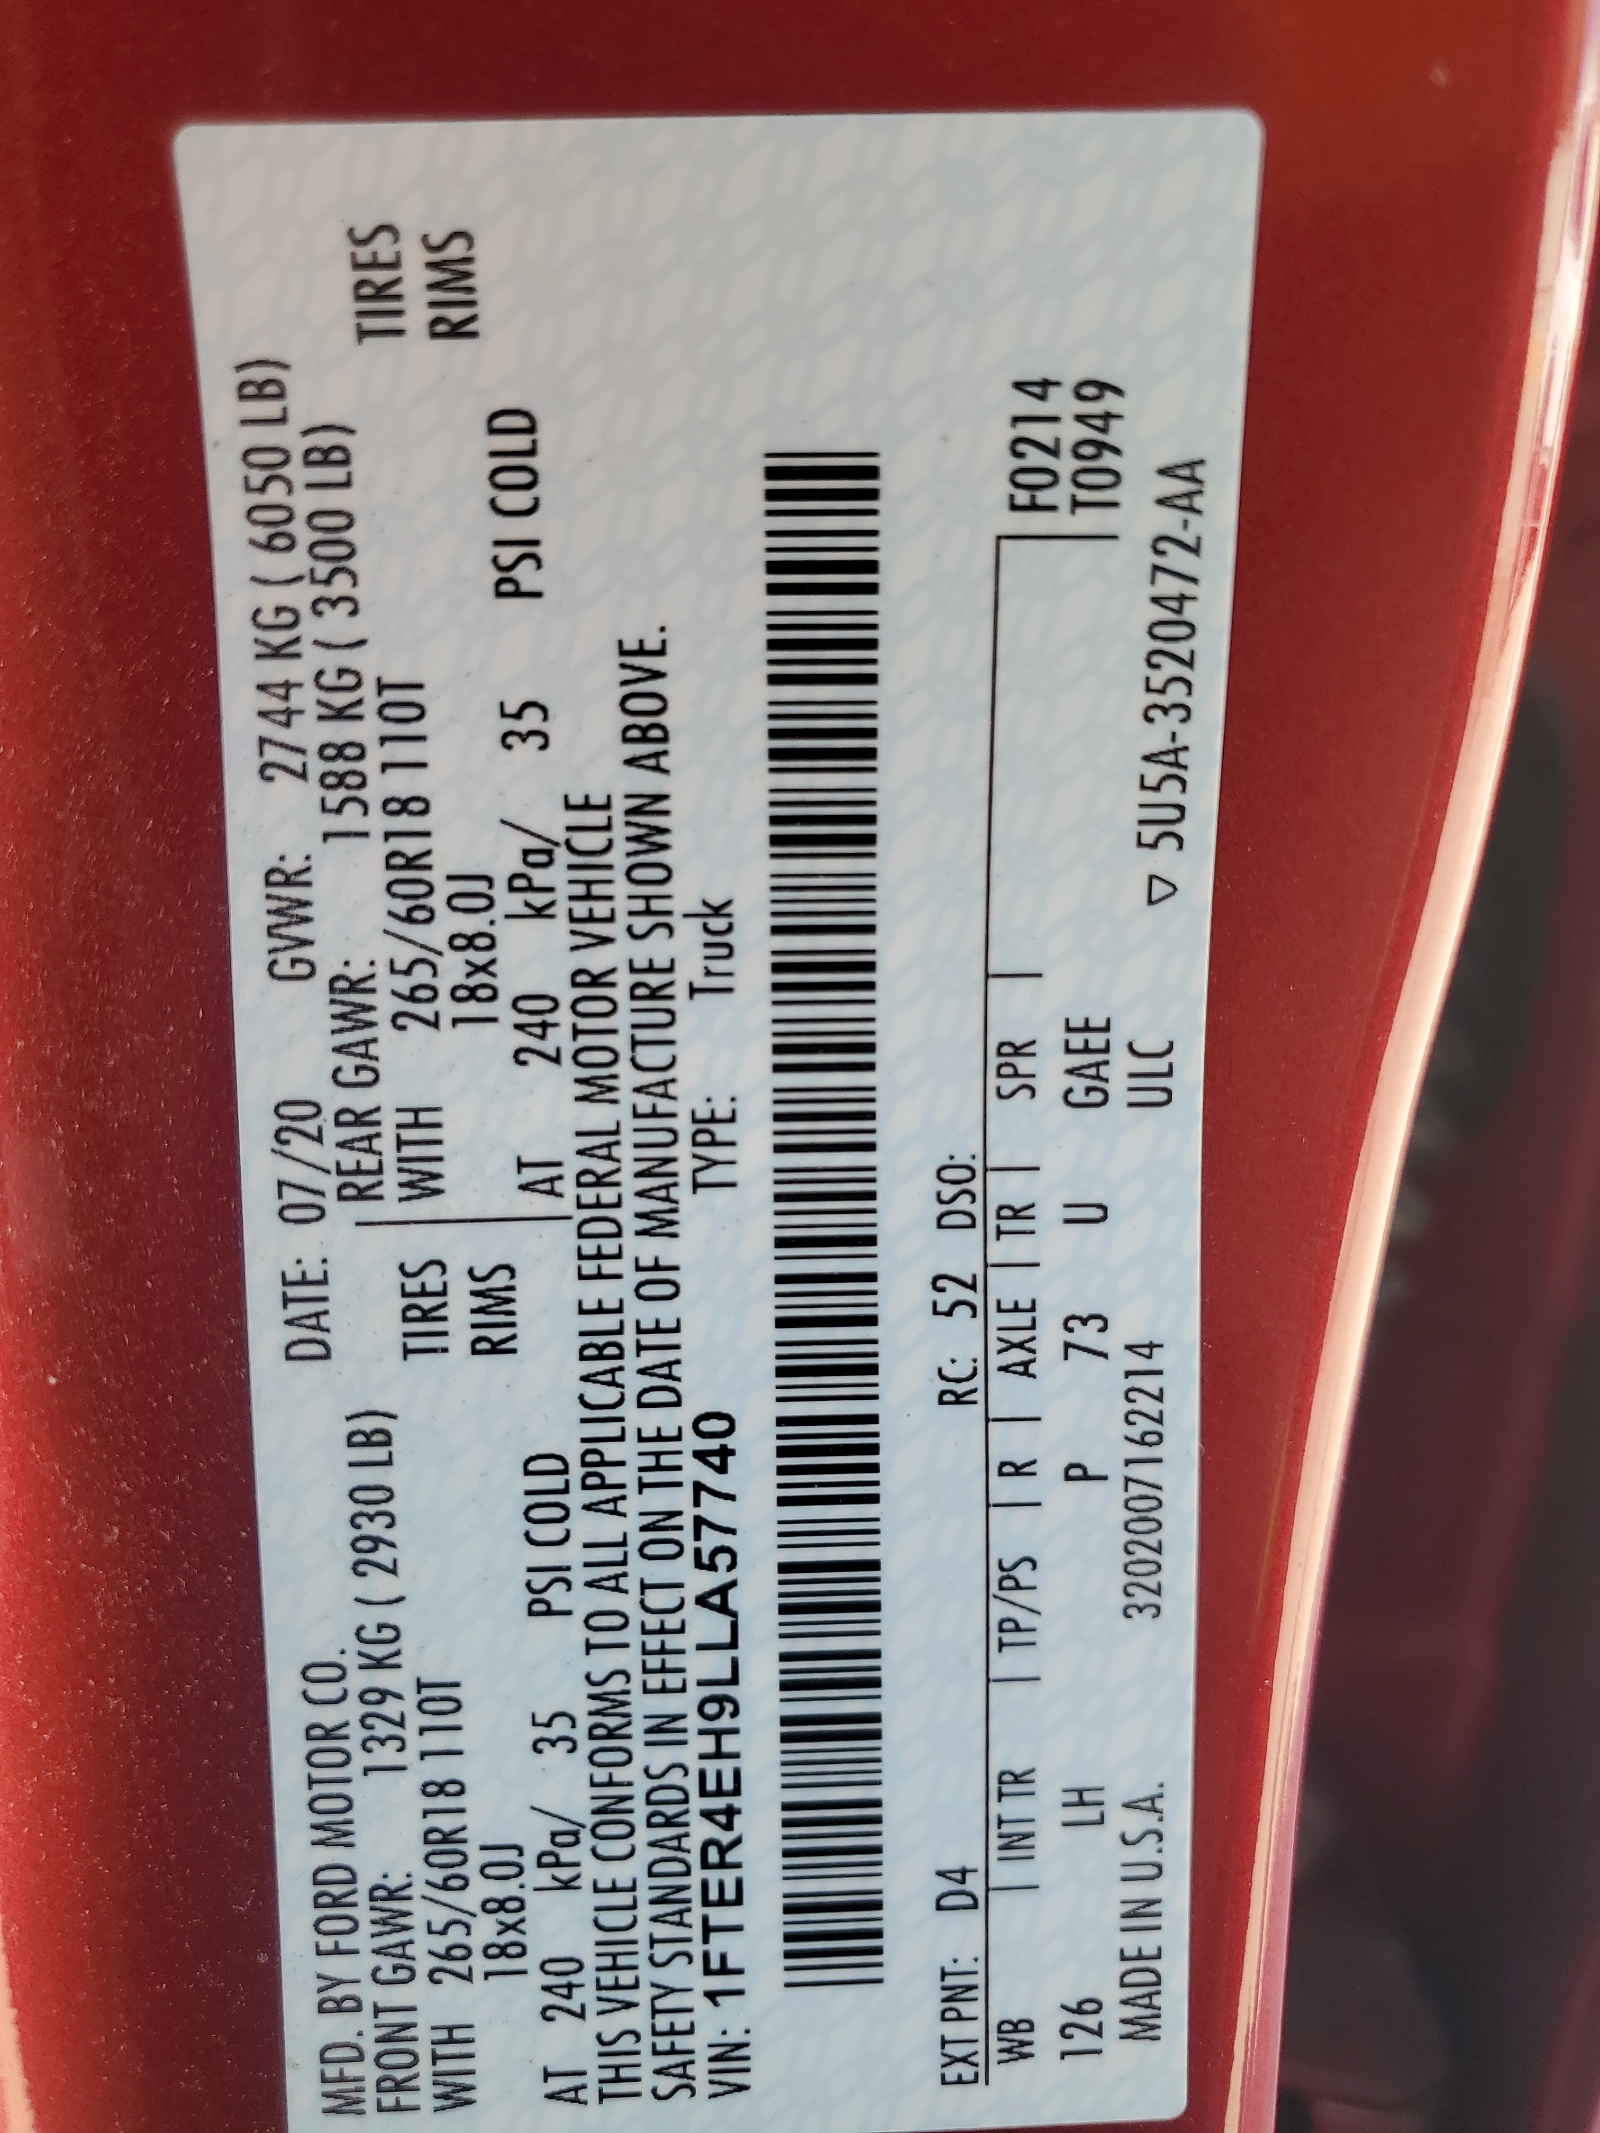 MFD. BY FORD MOTOR CO. DATE: 07/20 GVWR: 2744 KG ( 6050 LB)
FRONT GAWR: 1329 KG ( 2930 LB) REAR GAWR: 1588 KG ( 3500 LB)
WITH 265/60R18 110T TIRES WITH 265/60R18 110T TIRES
18x8.0J RIMS 18x8.0J RIMS
AT 240 kPa/ 35 PSI COLD AT 240 kPa/ 35 PSI COLD
THIS VEHICLE CONFORMS TO ALL APPLICABLE FEDERAL MOTOR VEHICLE
SAFETY STANDARDS IN EFFECT ON THE DATE OF MANUFACTURE SHOWN ABOVE.
VIN: 1FTER4EH9LLA57740 TYPE: Truck
EXT PNT: D4 RC: 52 DSO:
WB | INT TR | TP/PS | R | AXLE | TR | SPR | F0214
126 LH P 73 U GAEE T0949
MADE IN U.S.A. 320200716​2214 ULC ▽ 5U5A-3520472-AA